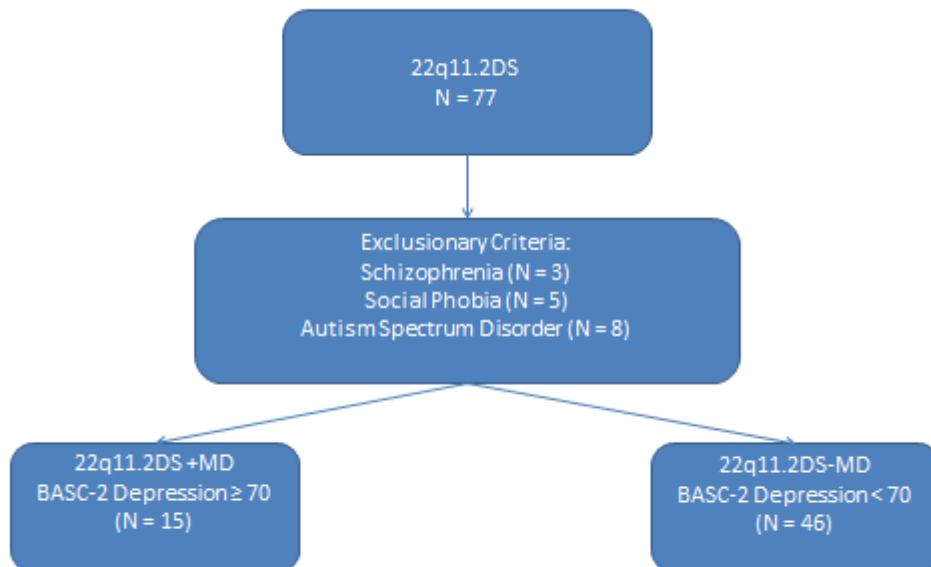 22q11.2DS
N = 77
Exclusionary Criteria:
Schizophrenia (N = 3)
Social Phobia (N = 5)
Autism Spectrum Disorder (N = 8)
22q11.2DS +MD
BASC-2 Depression ≥ 70
(N = 15)
22q11.2DS-MD
BASC-2 Depression < 70
(N = 46)